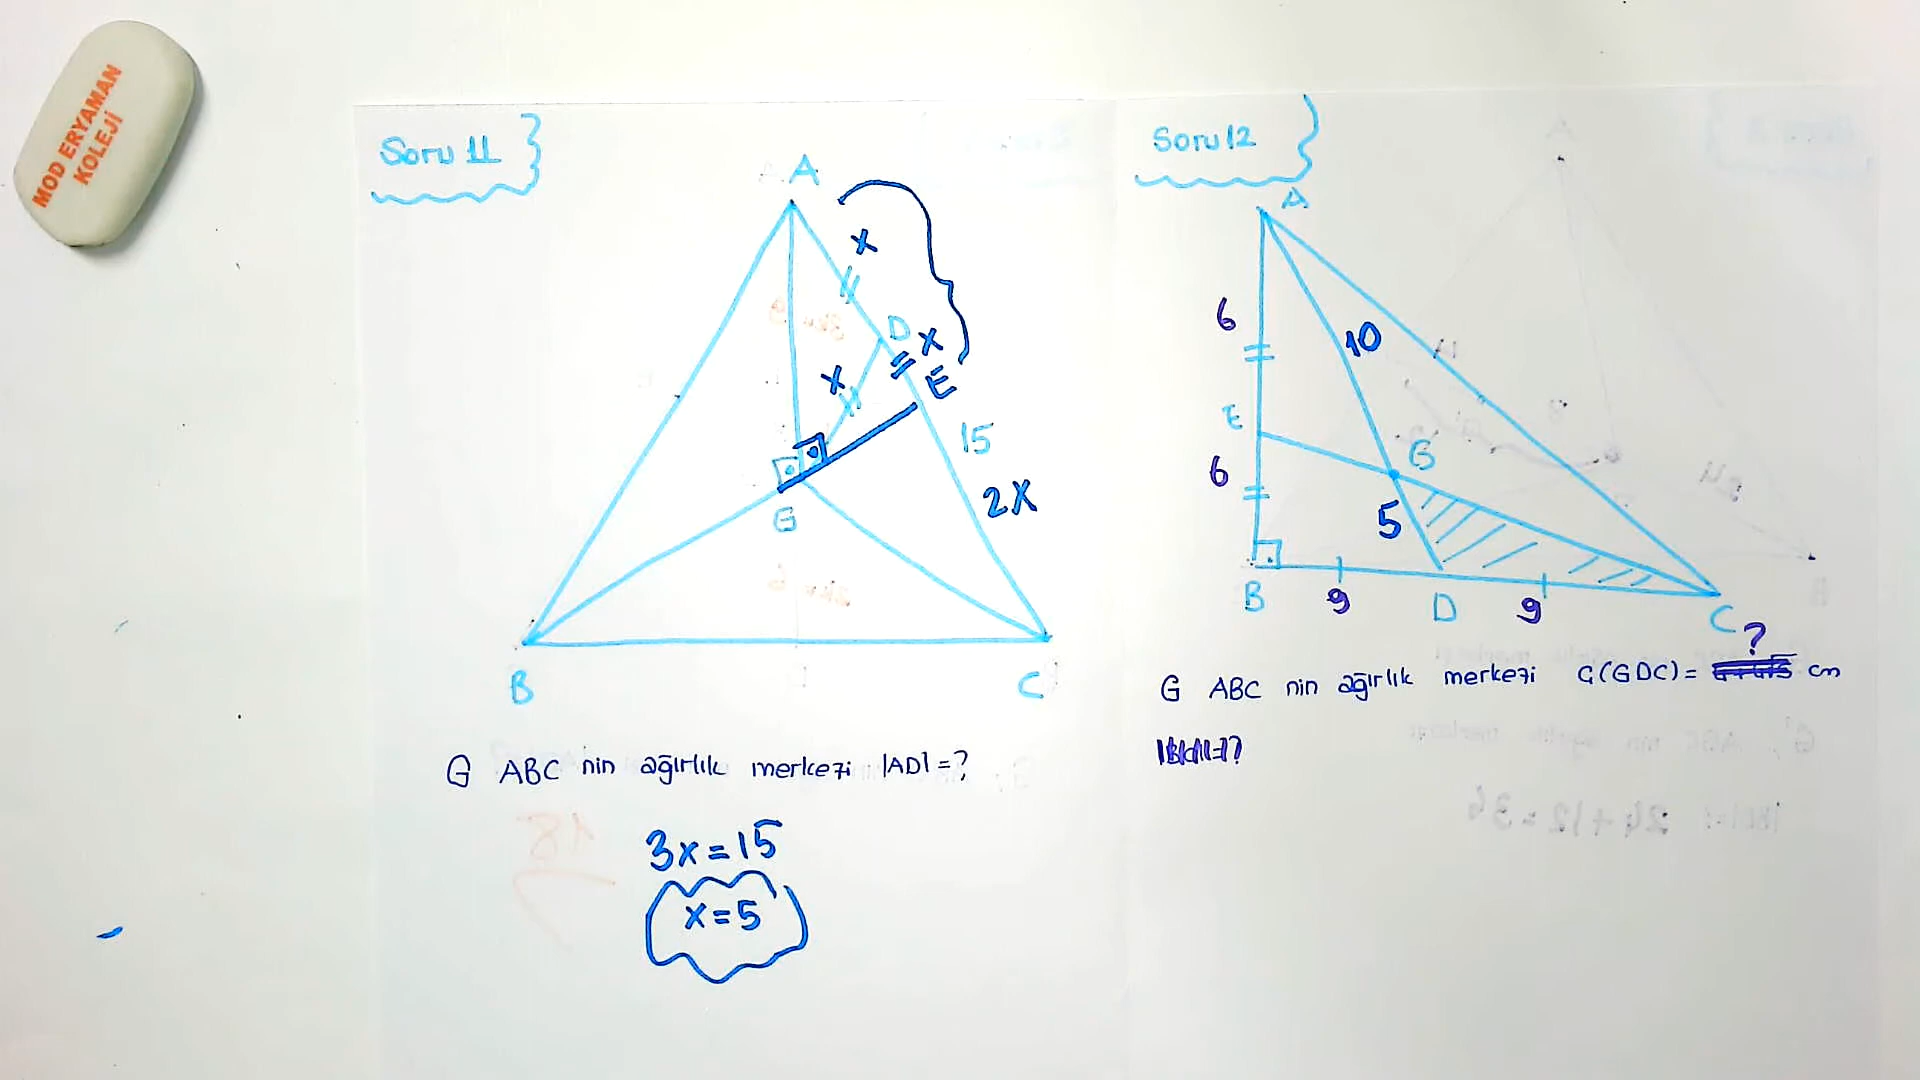 MOD ERYAMAN
KOLEJİ
Soru 11
A
x
D
x
x
E
15
2x
G
B
C
G ABC nin ağırlık merkezi |AD| = ?
3x = 15
x = 5
Soru 12
A
6
10
E
G
6
5
B
9
D
9
C
?
G ABC nin ağırlık merkezi Ç(GDC) = cm